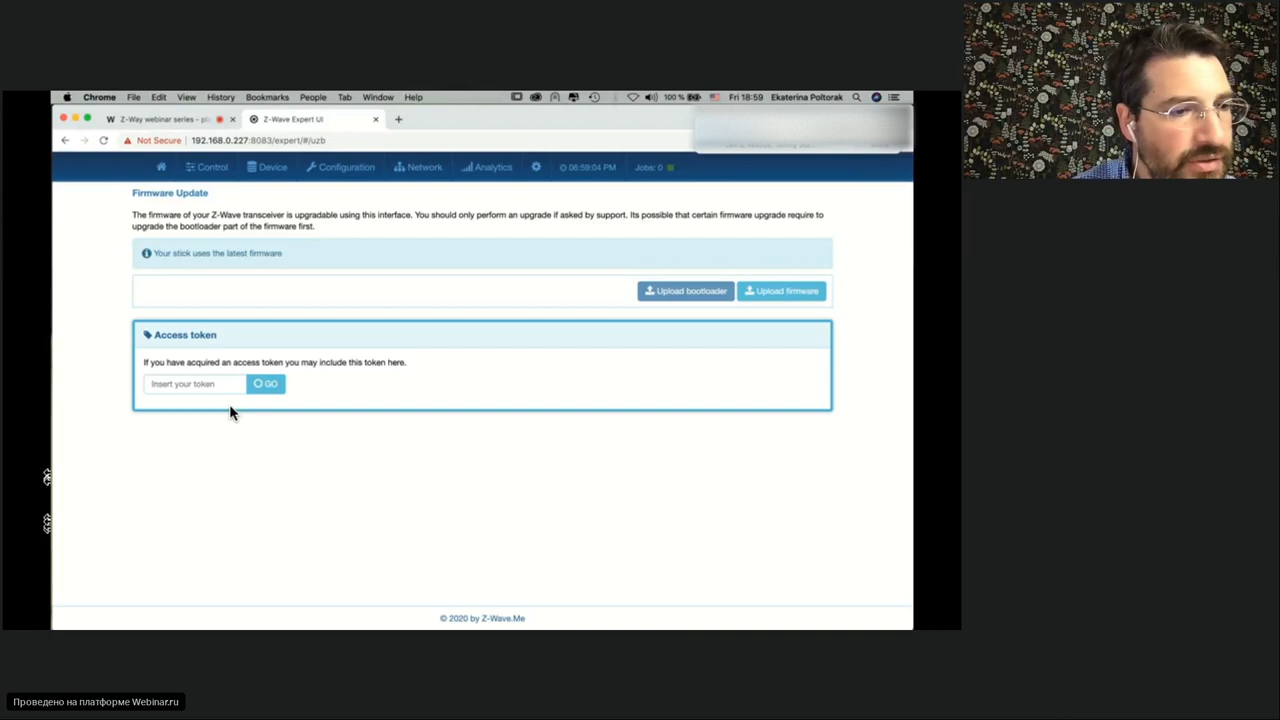 Chrome File Edit View History Bookmarks People Tab Window Help 100 % Fri 18:59 Ekaterina Poltorak
Z-Way webinar series - pl
Z-Wave Expert UI
Not Secure 192.168.0.227:8083/expert/#/uzb
Control Device Configuration Network Analytics 06:59:04 PM Jobs: 0
Firmware Update
The firmware of your Z-Wave transceiver is upgradable using this interface. You should only perform an upgrade if asked by support. Its possible that certain firmware upgrade require to
upgrade the bootloader part of the firmware first.
Your stick uses the latest firmware
Upload bootloader Upload firmware
Access token
If you have acquired an access token you may include this token here.
Insert your token GO
© 2020 by Z-Wave.Me
Проведено на платформе Webinar.ru